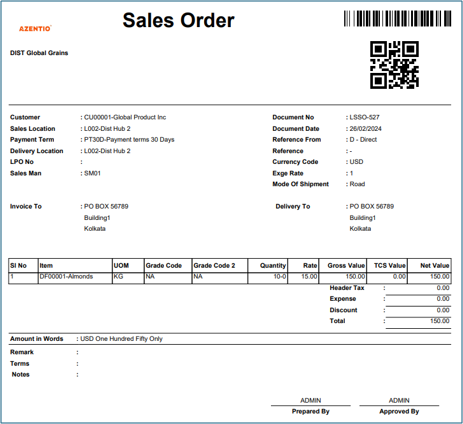 Sales Order
AZENTIO
DIST Global Grains
Customer : CU00001-Global Product Inc Document No : LSSO-527
Sales Location : L002-Dist Hub 2 Document Date : 26/02/2024
Payment Term : PT30D-Payment terms 30 Days Reference From : D - Direct
Delivery Location : L002-Dist Hub 2 Reference : -
LPO No : Currency Code : USD
Sales Man : SM01 Exge Rate : 1
Mode Of Shipment : Road
Invoice To : PO BOX 56789 Delivery To : PO BOX 56789
Building1 Building1
Kolkata Kolkata
Sl No Item UOM Grade Code Grade Code 2 Quantity Rate Gross Value TCS Value Net Value
1 DF00001-Almonds KG NA NA 10-0 15.00 150.00 0.00 150.00
Header Tax : 0.00
Expense : 0.00
Discount : 0.00
Total : 150.00
Amount in Words : USD One Hundred Fifty Only
Remark :
Terms :
Notes :
ADMIN ADMIN
Prepared By Approved By